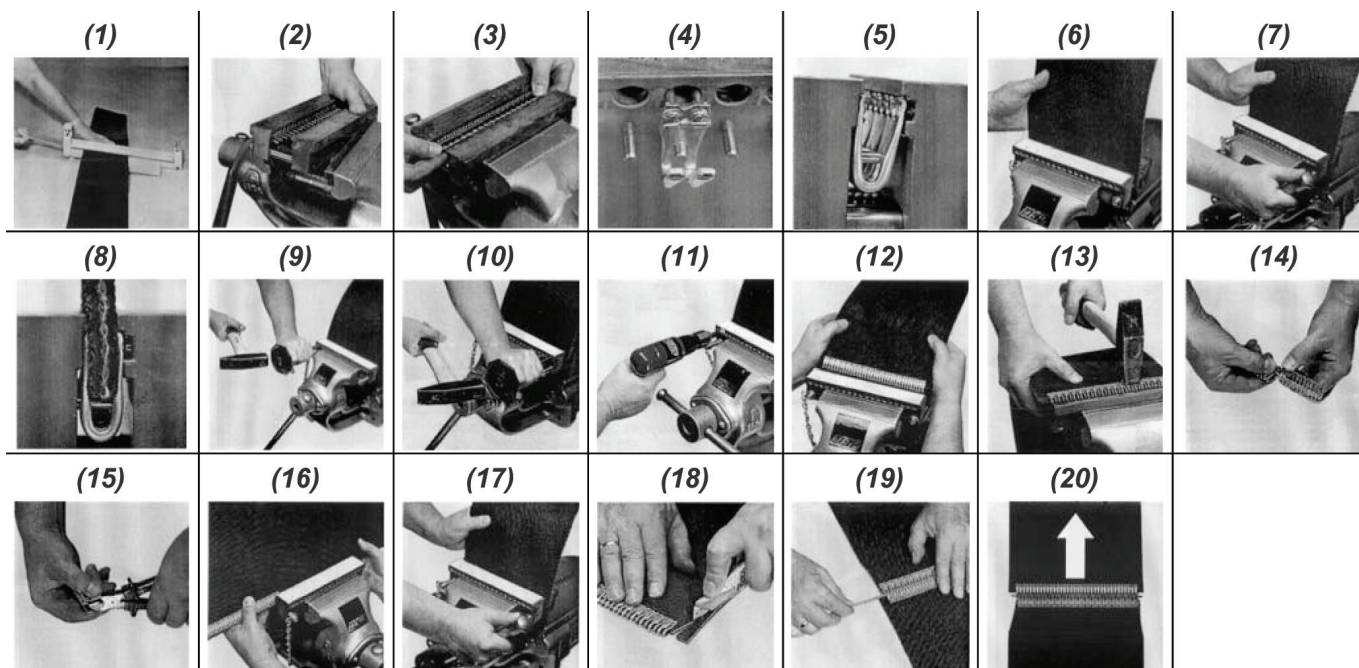 (1) (2) (3) (4) (5) (6) (7)
(8) (9) (10) (11) (12) (13) (14)
(15) (16) (17) (18) (19) (20)